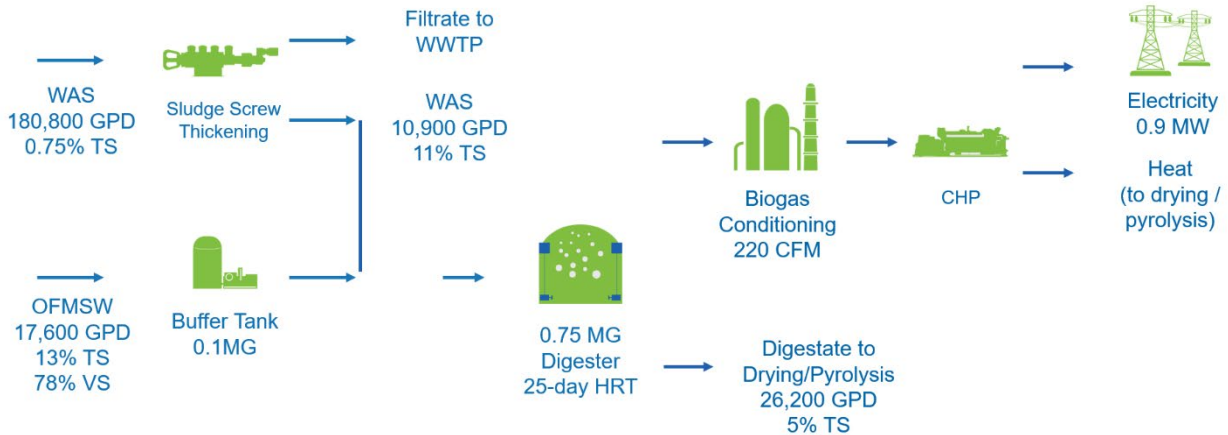 WAS
180,800 GPD
0.75% TS
Sludge Screw
Thickening
Filtrate to
WWTP
WAS
10,900 GPD
11% TS
OFMSW
17,600 GPD
13% TS
78% VS
Buffer Tank
0.1MG
0.75 MG
Digester
25-day HRT
Biogas
Conditioning
220 CFM
CHP
Electricity
0.9 MW
Heat
(to drying /
pyrolysis)
Digestate to
Drying/Pyrolysis
26,200 GPD
5% TS